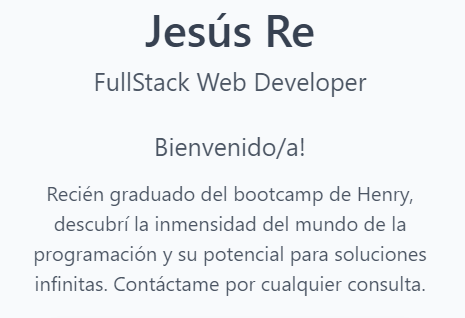 Jesús Re
FullStack Web Developer
Bienvenido/a!
Recién graduado del bootcamp de Henry,
descubrí la inmensidad del mundo de la
programación y su potencial para soluciones
infinitas. Contáctame por cualquier consulta.